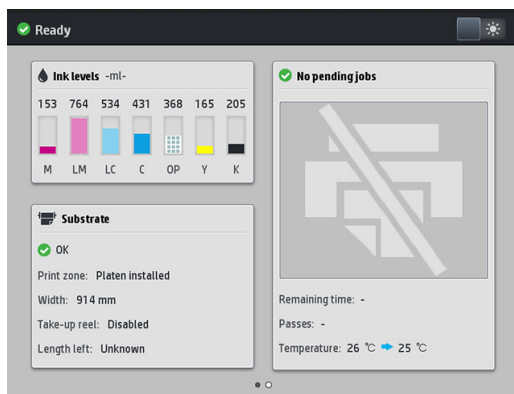 Ready
Ink levels -ml-
153 764 534 431 368 165 205
M LM LC C OP Y K
Substrate
OK
Print zone: Platen installed
Width: 914 mm
Take-up reel: Disabled
Length left: Unknown
No pending jobs
Remaining time: -
Passes: -
Temperature: 26 °C 25 °C